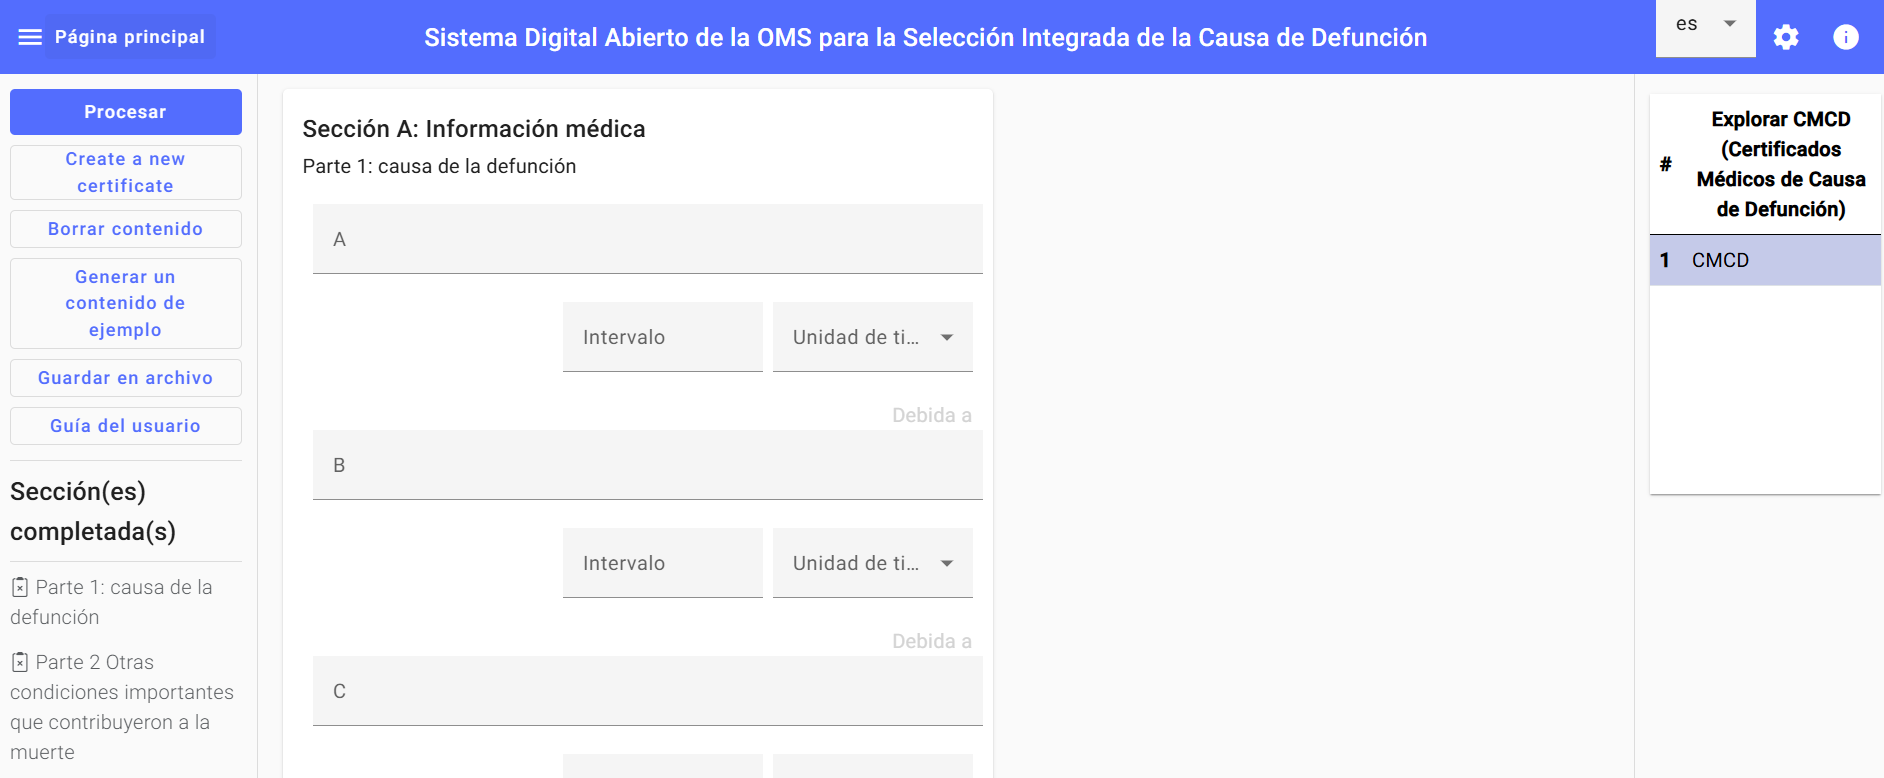 Página principal
Sistema Digital Abierto de la OMS para la Selección Integrada de la Causa de Defunción
es
Procesar
Create a new
certificate
Borrar contenido
Generar un
contenido de
ejemplo
Guardar en archivo
Guía del usuario
Sección(es)
completada(s)
Parte 1: causa de la
defunción
Parte 2 Otras
condiciones importantes
que contribuyeron a la
muerte
Sección A: Información médica
Parte 1: causa de la defunción
A
Intervalo
Unidad de ti...
Debida a
B
Intervalo
Unidad de ti...
Debida a
C
#
Explorar CMCD
(Certificados
Médicos de Causa
de Defunción)
1 CMCD